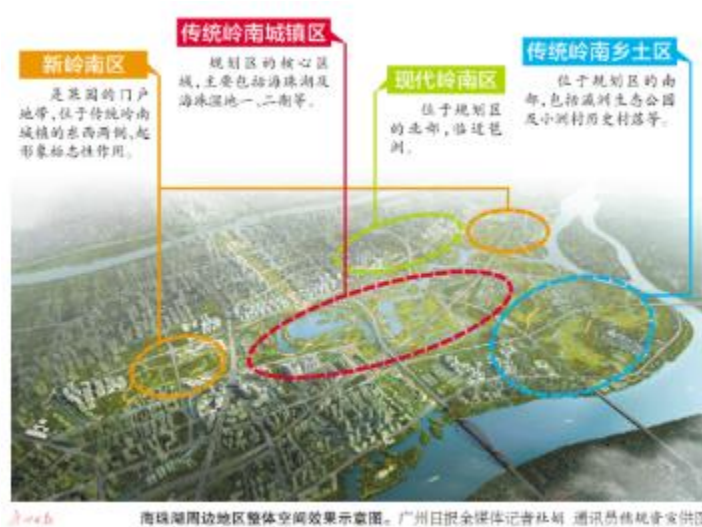 传统岭南城镇区
规划区的核心区
域,主要包括海珠湖及
海珠湿地一、二期等。
新岭南区
是果园的门户
地带,位于传统岭南
城镇的东西两侧,起
形象标志性作用。
现代岭南区
位于规划区
的北部,临近琶
洲。
传统岭南乡土区
位于规划区的南
部,包括瀛洲生态公园
及小洲村历史村落等。
海珠湖周边地区整体空间效果示意图。广州日报全媒体记者杜娟 通讯员穗规资宣供图